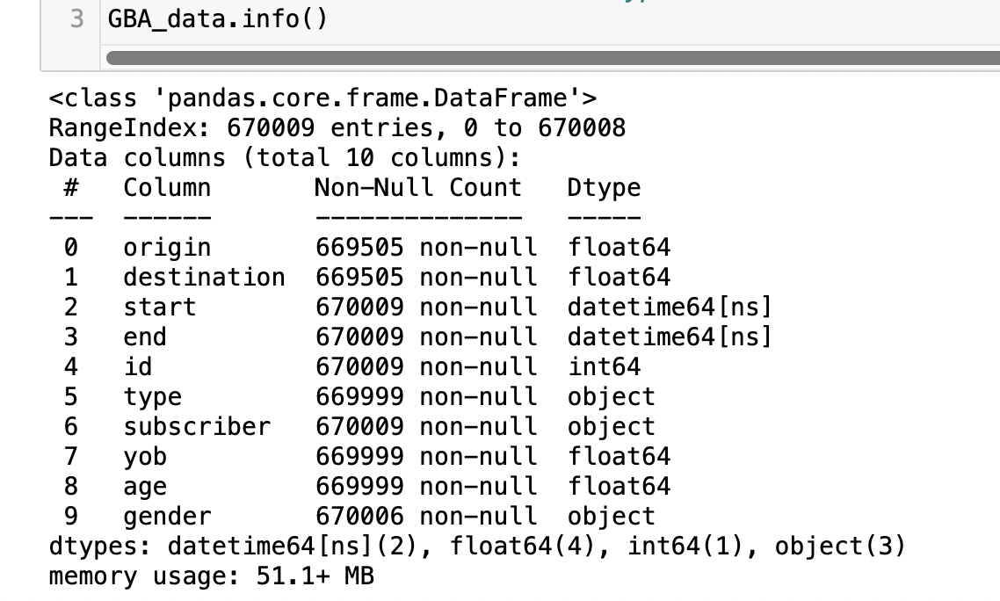 3 GBA_data.info()
<class 'pandas.core.frame.DataFrame'>
RangeIndex: 670009 entries, 0 to 670008
Data columns (total 10 columns):
 #   Column       Non-Null Count   Dtype
---  ------       --------------   -----
 0   origin       669505 non-null  float64
 1   destination  669505 non-null  float64
 2   start        670009 non-null  datetime64[ns]
 3   end          670009 non-null  datetime64[ns]
 4   id           670009 non-null  int64
 5   type         669999 non-null  object
 6   subscriber   670009 non-null  object
 7   yob          669999 non-null  float64
 8   age          669999 non-null  float64
 9   gender       670006 non-null  object
dtypes: datetime64[ns](2), float64(4), int64(1), object(3)
memory usage: 51.1+ MB